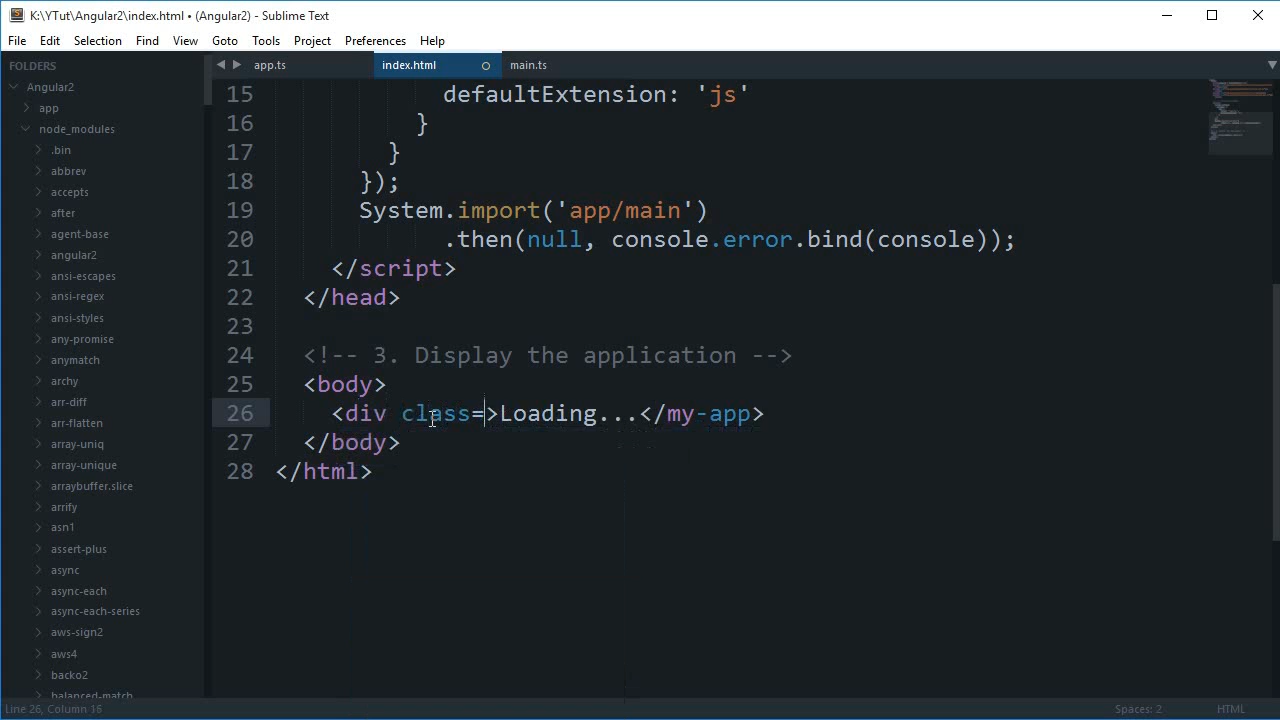 K:\YTut\Angular2\index.html • (Angular2) - Sublime Text
File Edit Selection Find View Goto Tools Project Preferences Help
FOLDERS
Angular2
app
node_modules
.bin
abbrev
accepts
after
agent-base
angular2
ansi-escapes
ansi-regex
ansi-styles
any-promise
anymatch
archy
arr-diff
arr-flatten
array-uniq
array-unique
arraybuffer.slice
arrify
asn1
assert-plus
async
async-each
async-each-series
aws-sign2
aws4
backo2
balanced-match
app.ts index.html main.ts
15 defaultExtension: 'js'
16 }
17 }
18 });
19 System.import('app/main')
20 .then(null, console.error.bind(console));
21 </script>
22 </head>
23
24 <!-- 3. Display the application -->
25 <body>
26 <div class=>Loading...</my-app>
27 </body>
28 </html>
Line 26, Column 16 Spaces: 2 HTML